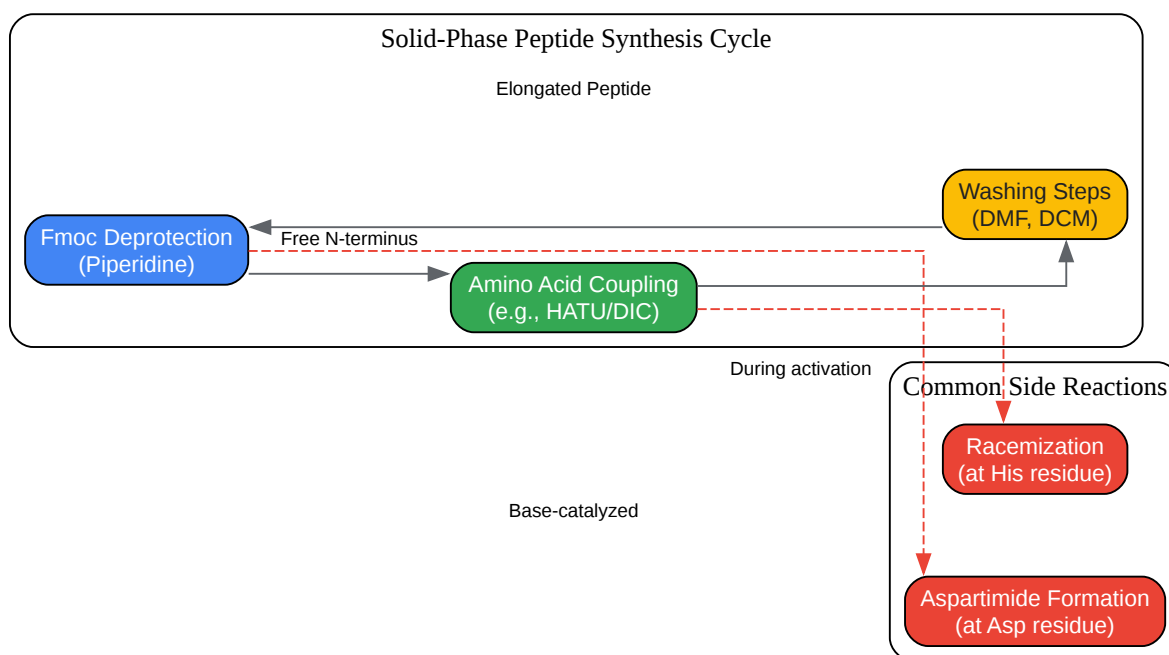 Solid-Phase Peptide Synthesis Cycle
Elongated Peptide
Washing Steps
(DMF, DCM)
Fmoc Deprotection
(Piperidine)
Free N-terminus
Amino Acid Coupling
(e.g., HATU/DIC)
During activation
Common Side Reactions
Racemization
(at His residue)
Base-catalyzed
Aspartimide Formation
(at Asp residue)